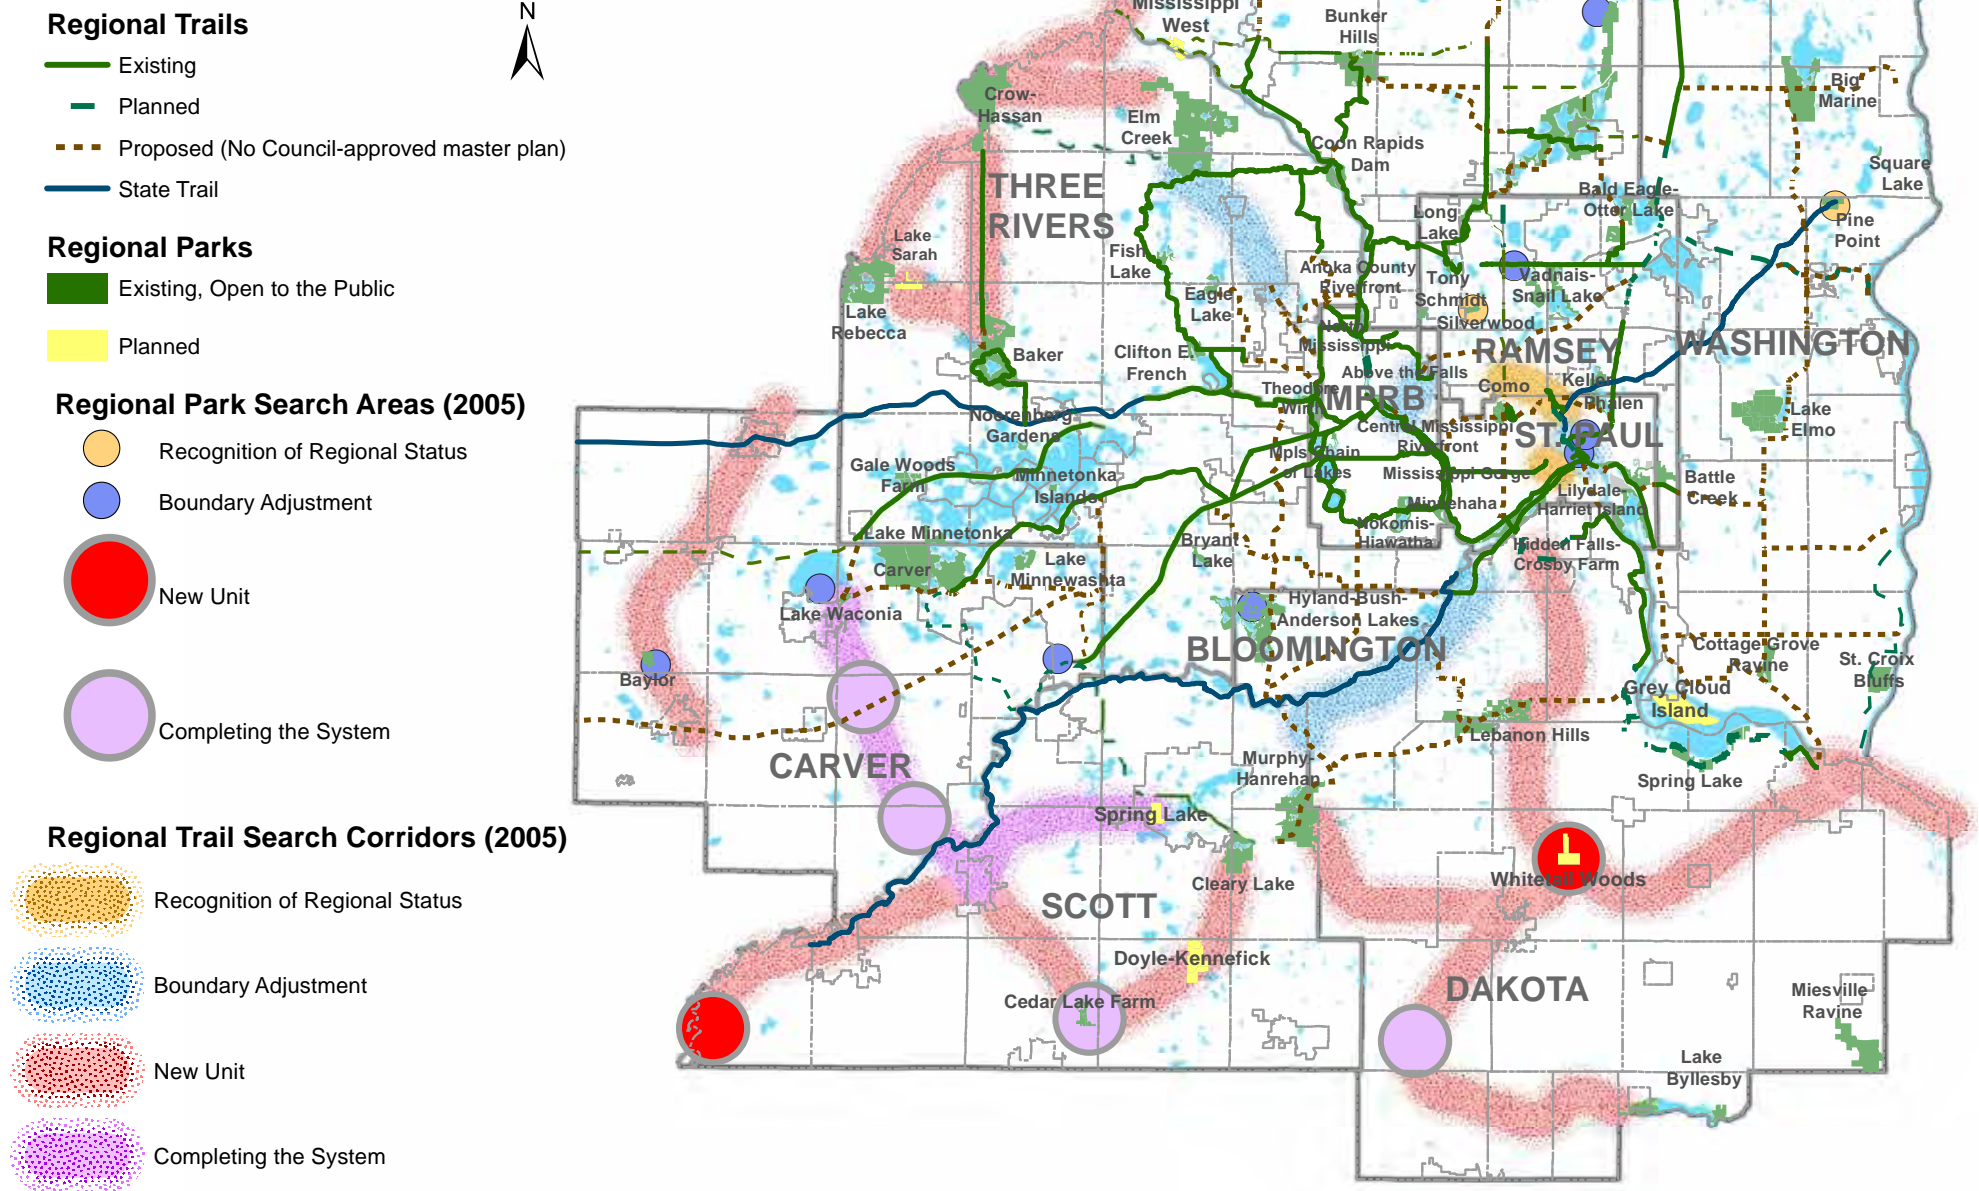 Regional Trails
Existing
Planned
Proposed (No Council-approved master plan)
State Trail
Regional Parks
Existing, Open to the Public
Planned
Regional Park Search Areas (2005)
Recognition of Regional Status
Boundary Adjustment
New Unit
Completing the System
Regional Trail Search Corridors (2005)
Recognition of Regional Status
Boundary Adjustment
New Unit
Completing the System
N
Mississippi
West
Bunker
Hills
Crow-
Hassan
Elm
Creek
Coon Rapids
Dam
Big
Marine
Square
Lake
THREE
RIVERS
Long
Lake
Bald Eagle-
Otter Lake
Pine
Point
Lake
Sarah
Fish
Lake
Anoka County
Riverfront
Tony
Schmidt
Vadnais-
Snail Lake
Eagle
Lake
Lake
Rebecca
North
Mississippi
Silverwood
RAMSEY
WASHINGTON
Baker
Clifton E.
French
Above the Falls
Theodore
Wirth
MPRB
Como
Keller
Phalen
Noerenberg
Gardens
Central Mississippi
Riverfront
ST. PAUL
Lake
Elmo
Gale Woods
Farm
Minnetonka
Islands
Mpls Chain
of Lakes
Mississippi Gorge
Battle
Creek
Minnehaha
Lilydale-
Harriet Island
Lake Minnetonka
Nokomis-
Hiawatha
Bryant
Lake
Hidden Falls-
Crosby Farm
Carver
Lake
Minnewashta
Lake Waconia
Hyland-Bush-
Anderson Lakes
BLOOMINGTON
Cottage Grove
Ravine
St. Croix
Bluffs
Baylor
Grey Cloud
Island
Lebanon Hills
CARVER
Murphy-
Hanrehan
Spring Lake
Spring Lake
Cleary Lake
Whitetail Woods
SCOTT
Doyle-Kennefick
DAKOTA
Cedar Lake Farm
Miesville
Ravine
Lake
Byllesby